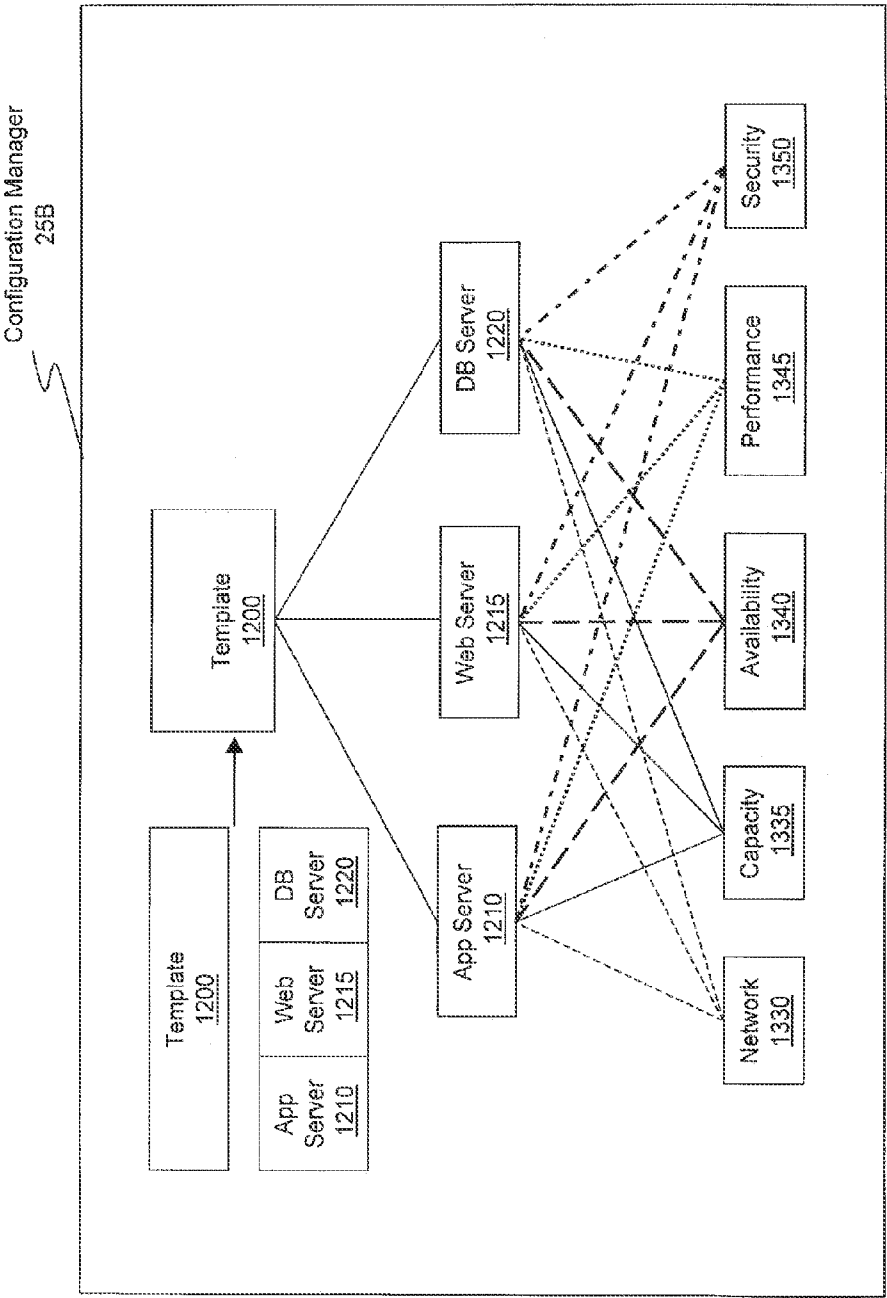 Configuration Manager
25B
Template
1200
App
Server
1210
Web
Server
1215
DB
Server
1220
Template
1200
App Server
1210
Web Server
1215
DB Server
1220
Network
1330
Capacity
1335
Availability
1340
Performance
1345
Security
1350